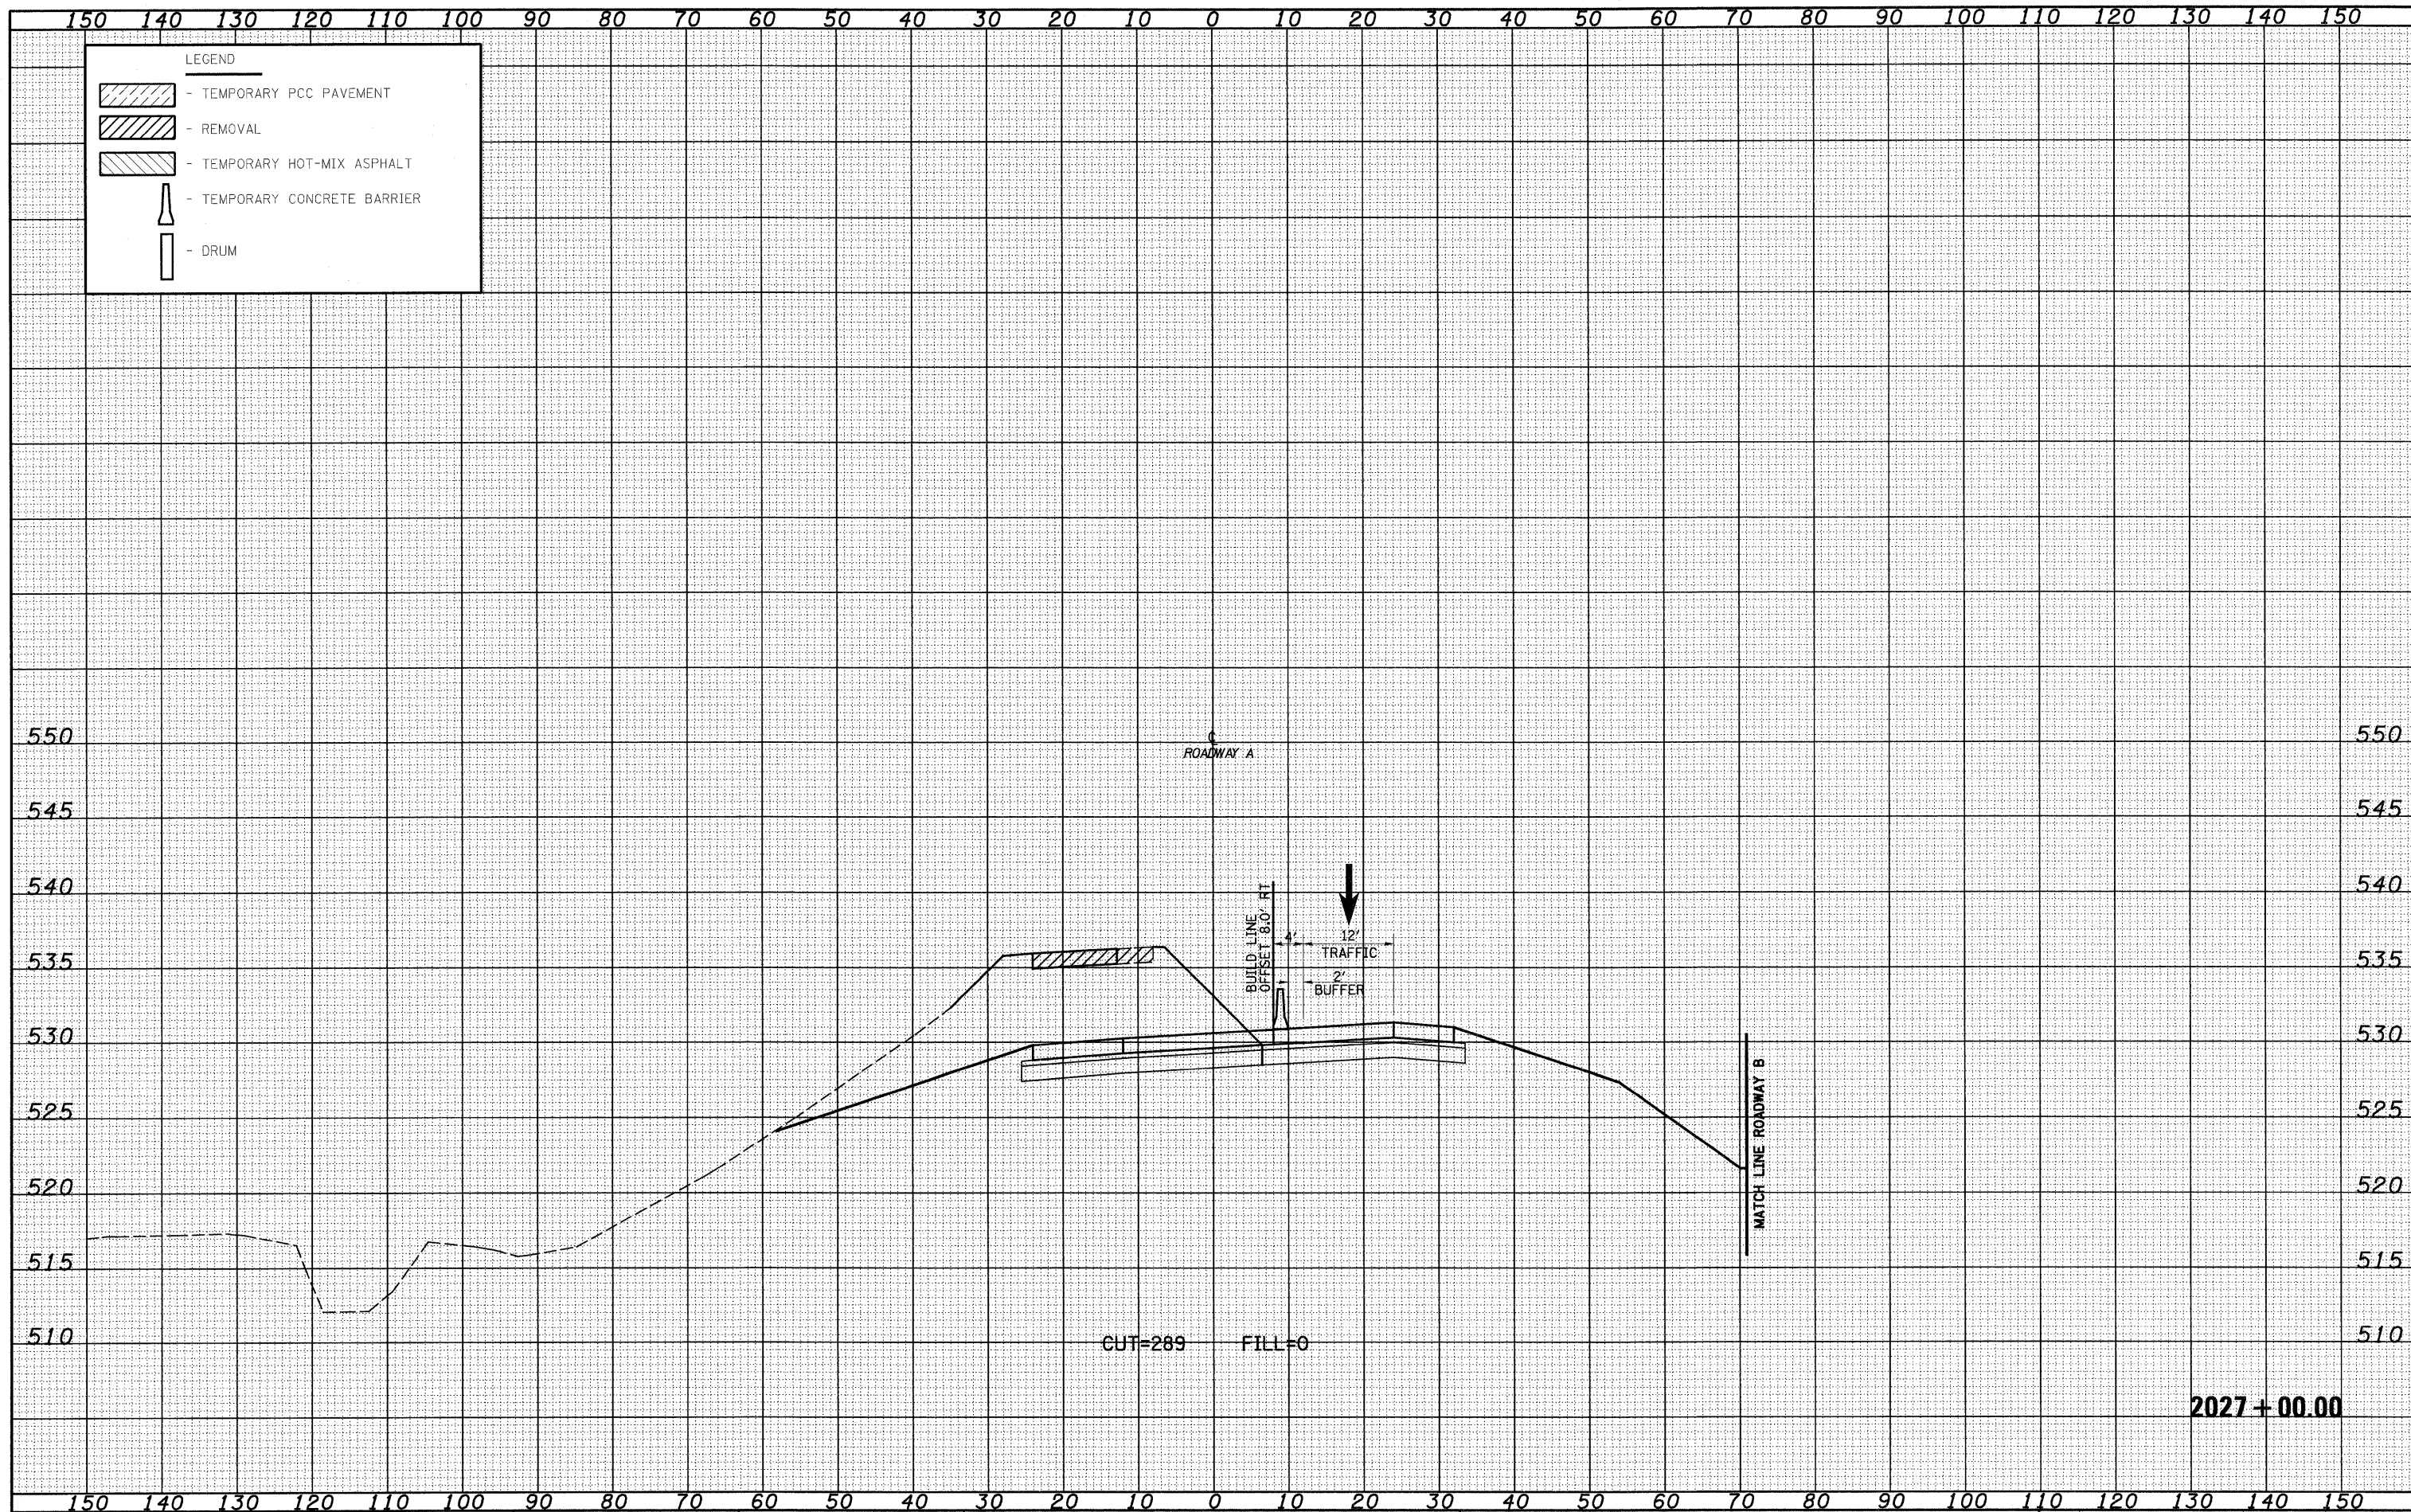 150 140 130 120 110 100 90 80 70 60 50 40 30 20 10 0 10 20 30 40 50 60 70 80 90 100 110 120 130 140 150
LEGEND
- TEMPORARY PCC PAVEMENT
- REMOVAL
- TEMPORARY HOT-MIX ASPHALT
- TEMPORARY CONCRETE BARRIER
- DRUM
550 550
℄
ROADWAY A
545 545
540 540
BUILD LINE
OFFSET 8.0' RT
4' 12'
TRAFFIC
535 535
2'
BUFFER
530 530
MATCH LINE ROADWAY B
525 525
520 520
515 515
510 510
CUT=289 FILL=0
2027+00.00
150 140 130 120 110 100 90 80 70 60 50 40 30 20 10 0 10 20 30 40 50 60 70 80 90 100 110 120 130 140 150